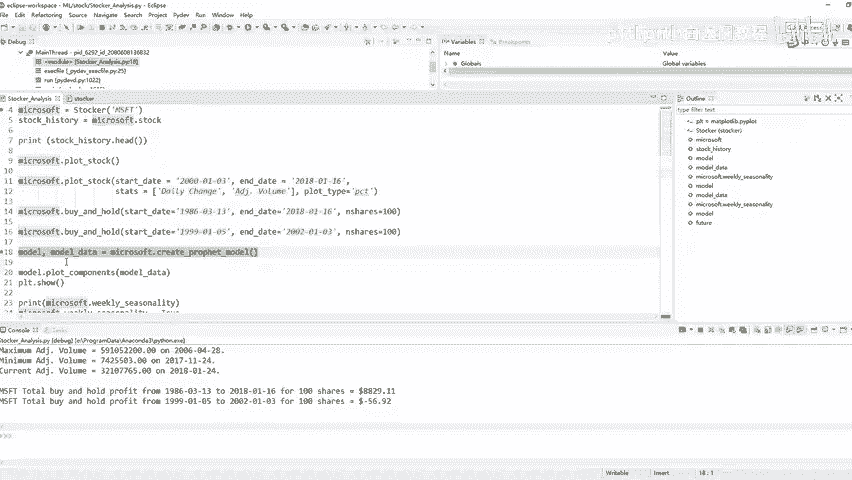 eclipse-workspace - ML/stock/Stocker_Analysis.py - Eclipse
File Edit Refactoring Source Navigate Search Project Pydev Run Window Help
Debug
MainThread - pid_6292_id_2080608136832
<module> [Stocker_Analysis.py:18]
execfile [_pydev_execfile.py:25]
run [pydevd.py:1022]
Variables Breakpoints
Name Value
Globals Global variables
Stocker_Analysis stocker
4 microsoft = Stocker('MSFT')
5 stock_history = microsoft.stock
6
7 print (stock_history.head())
8
9 microsoft.plot_stock()
10
11 microsoft.plot_stock(start_date = '2000-01-03', end_date = '2018-01-16',
12 stats = ['Daily Change', 'Adj. Volume'], plot_type='pct')
13
14 microsoft.buy_and_hold(start_date='1986-03-13', end_date='2018-01-16', nshares=100)
15
16 microsoft.buy_and_hold(start_date='1999-01-05', end_date='2002-01-03', nshares=100)
17
18 model, model_data = microsoft.create_prophet_model()
19
20 model.plot_components(model_data)
21 plt.show()
22
23 print(microsoft.weekly_seasonality)
Outline
type filter text
plt = matplotlib.pyplot
Stocker (stocker)
microsoft
stock_history
model
model_data
microsoft.weekly_seasonality
model
model_data
microsoft.weekly_seasonality
model
future
Console Tasks
Stocker_Analysis.py [debug] [e:\ProgramData\Anaconda3\python.exe]
Maximum Adj. Volume = 591052200.00 on 2006-04-28.
Minimum Adj. Volume = 7425503.00 on 2017-11-24.
Current Adj. Volume = 32107765.00 on 2018-01-24.
MSFT Total buy and hold profit from 1986-03-13 to 2018-01-16 for 100 shares = $8829.11
MSFT Total buy and hold profit from 1999-01-05 to 2002-01-03 for 100 shares = $-56.92
>>>
Writable Insert 18 : 1